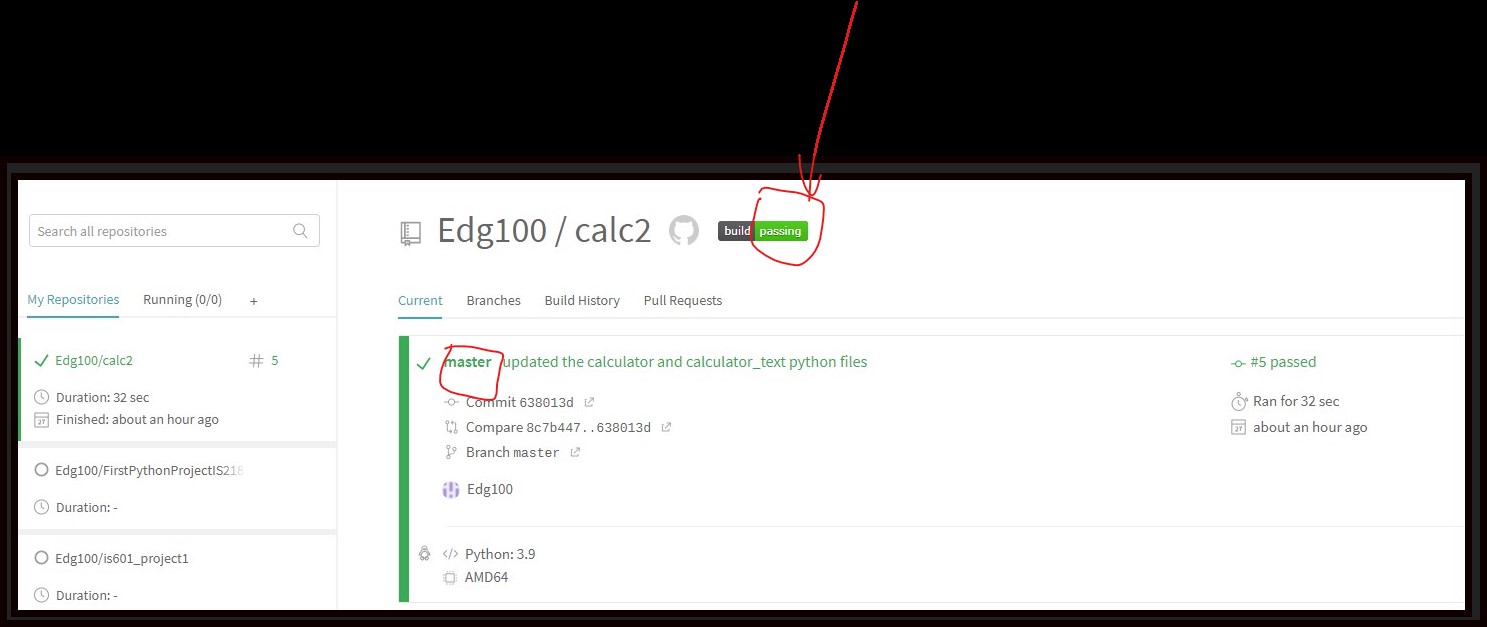 Search all repositories
My Repositories Running (0/0) +
Edg100/calc2 # 5
Duration: 32 sec
Finished: about an hour ago
Edg100/FirstPythonProjectIS218
Duration: -
Edg100/is601_project1
Duration: -
Edg100 / calc2 build passing
Current Branches Build History Pull Requests
master updated the calculator and calculator_text python files
Commit 638013d
Compare 8c7b447..638013d
Branch master
Edg100
Python: 3.9
AMD64
#5 passed
Ran for 32 sec
about an hour ago